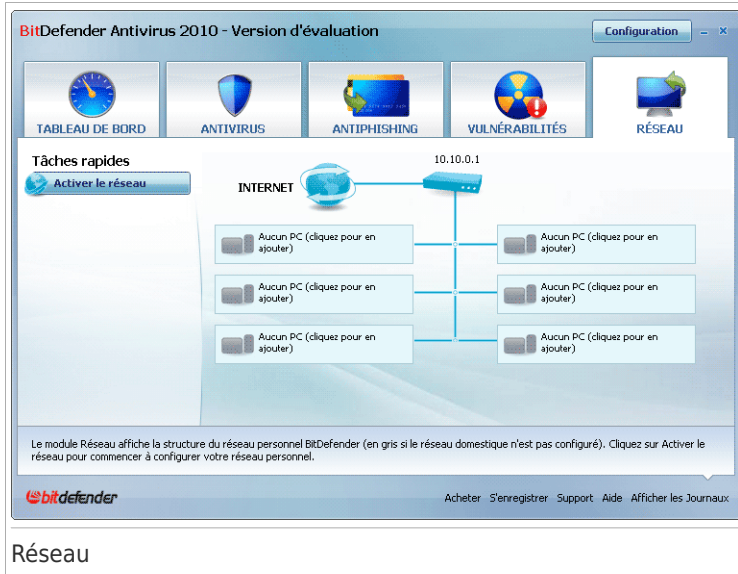 BitDefender Antivirus 2010 - Version d'évaluation
Configuration
TABLEAU DE BORD
ANTIVIRUS
ANTIPHISHING
VULNÉRABILITÉS
RÉSEAU
Tâches rapides
Activer le réseau
10.10.0.1
INTERNET
Aucun PC (cliquez pour en
ajouter)
Aucun PC (cliquez pour en
ajouter)
Aucun PC (cliquez pour en
ajouter)
Aucun PC (cliquez pour en
ajouter)
Aucun PC (cliquez pour en
ajouter)
Aucun PC (cliquez pour en
ajouter)
Le module Réseau affiche la structure du réseau personnel BitDefender (en gris si le réseau domestique n'est pas configuré). Cliquez sur Activer le
réseau pour commencer à configurer votre réseau personnel.
bitdefender
Acheter S'enregistrer Support Aide Afficher les Journaux
Réseau